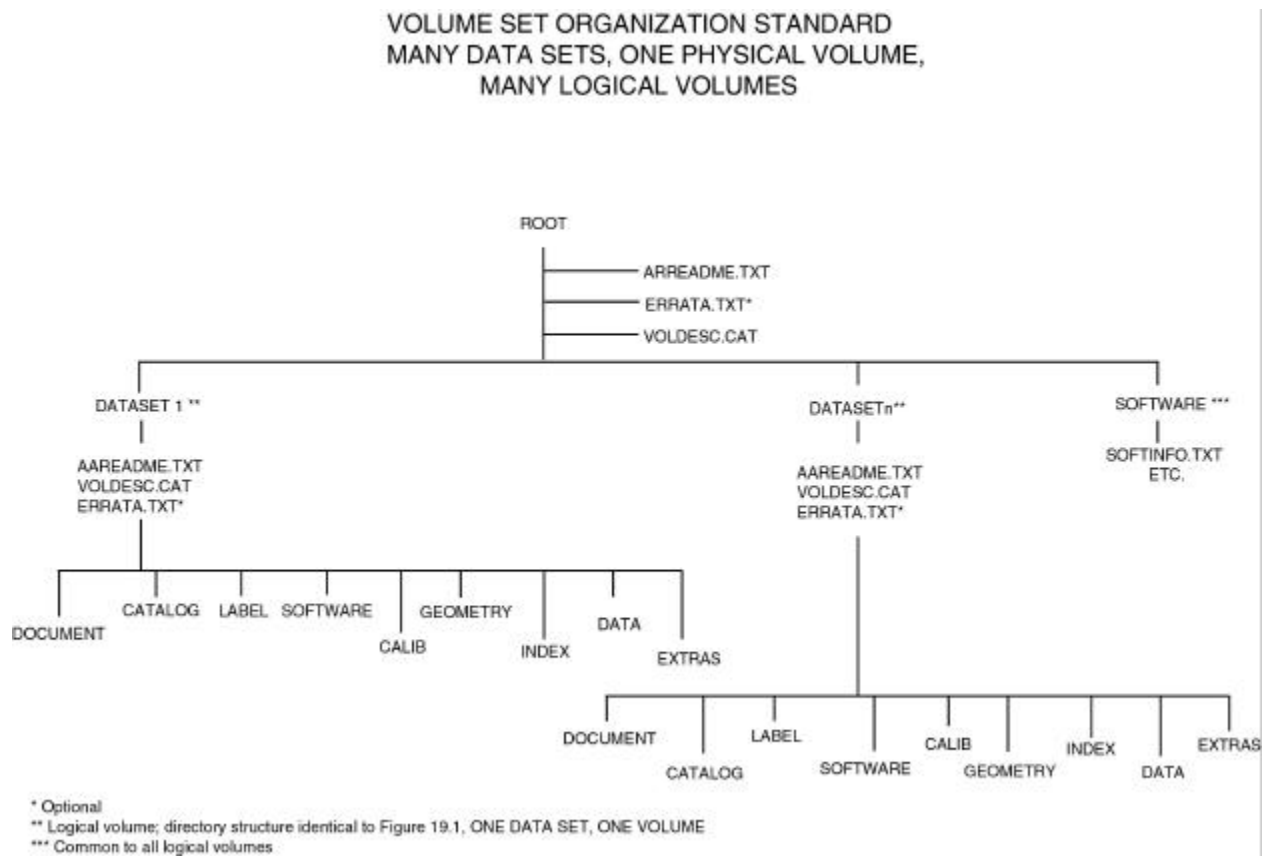 VOLUME SET ORGANIZATION STANDARD
MANY DATA SETS, ONE PHYSICAL VOLUME,
MANY LOGICAL VOLUMES
ROOT
ARREADME.TXT
ERRATA.TXT*
VOLDESC.CAT
DATASET 1 **
AAREADME.TXT
VOLDESC.CAT
ERRATA.TXT*
DATASETn**
AAREADME.TXT
VOLDESC.CAT
ERRATA.TXT*
SOFTWARE ***
SOFTINFO.TXT
ETC.
DOCUMENT
CATALOG
LABEL
SOFTWARE
CALIB
GEOMETRY
INDEX
DATA
EXTRAS
DOCUMENT
CATALOG
LABEL
SOFTWARE
CALIB
GEOMETRY
INDEX
DATA
EXTRAS
* Optional
** Logical volume; directory structure identical to Figure 19.1, ONE DATA SET, ONE VOLUME
*** Common to all logical volumes